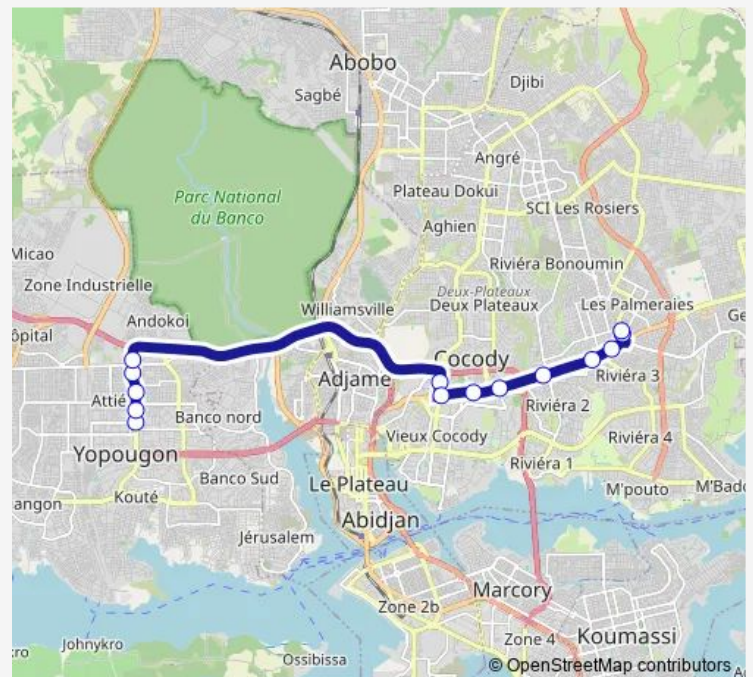 Abobo
Sagbé
Djibi
Angré
Parc National
du Banco
Plateau Dokui
SCI Les Rosiers
Aghien
Micao
Riviéra Bonoumin
Zone Industrielle
Deux-Plateaux
Deux Plateaux
Les Palmeraies
Williamsville
Andokoi
Ge
ôpital
Cocody
Adjame
Riviéra 3
Attié
Banco nord
Riviéra 2
Vieux Cocody
Riviéra 4
Yopougon
Riviéra 1
Banco Sud
Le Plateau
M'pouto
M'Bado
angon
Kouté
Abidjan
Jérusalem
Marcory
Zone 2b
Zone 4
Koumassi
Johnykro
kro
Ossibissa
© OpenStreetMap contributors